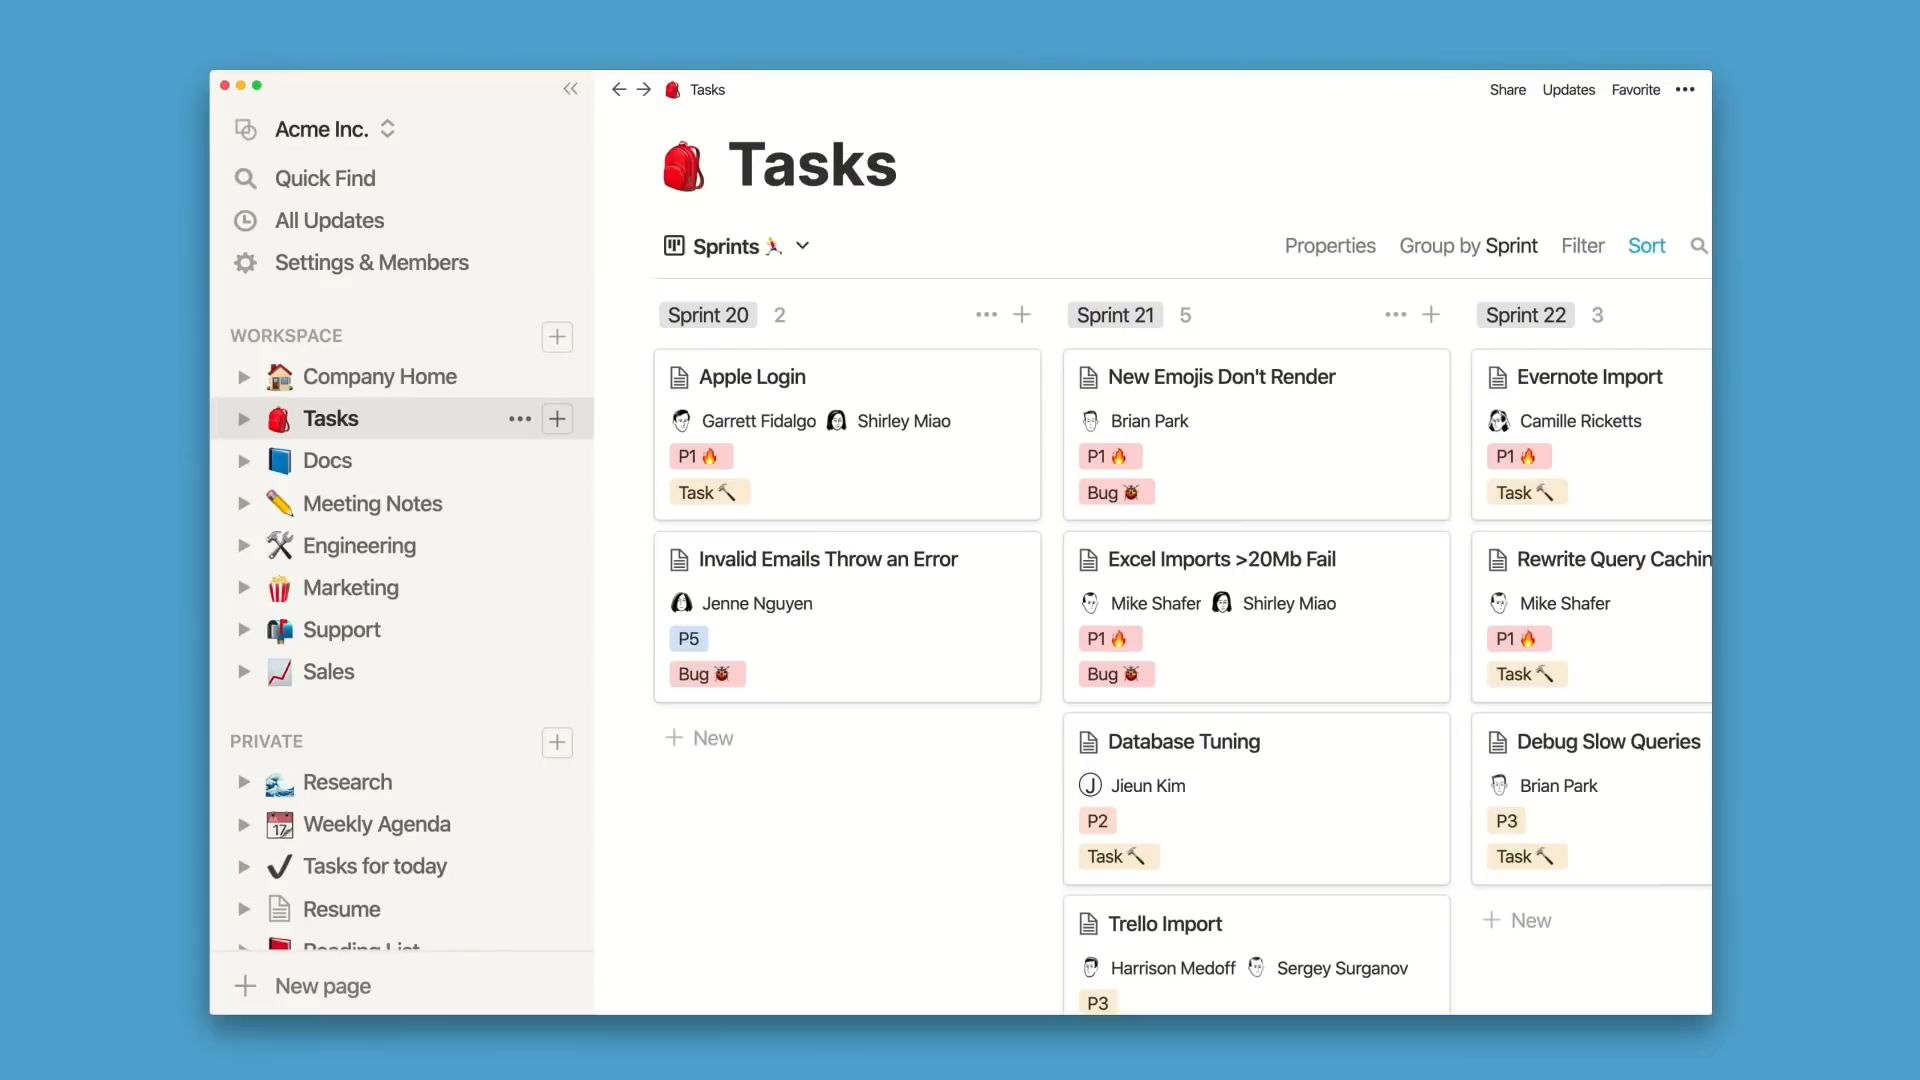 Acme Inc.
Quick Find
All Updates
Settings & Members
WORKSPACE
Company Home
Tasks
Docs
Meeting Notes
Engineering
Marketing
Support
Sales
PRIVATE
Research
17
Weekly Agenda
Tasks for today
Resume
Reading List
New page
Tasks
Share Updates Favorite
Tasks
Sprints
Properties Group by Sprint Filter Sort
Sprint 20 2
Apple Login
Garrett Fidalgo Shirley Miao
P1
Task
Invalid Emails Throw an Error
Jenne Nguyen
P5
Bug
New
Sprint 21 5
New Emojis Don't Render
Brian Park
P1
Bug
Excel Imports >20Mb Fail
Mike Shafer Shirley Miao
P1
Bug
Database Tuning
J Jieun Kim
P2
Task
Trello Import
Harrison Medoff Sergey Surganov
P3
Sprint 22 3
Evernote Import
Camille Ricketts
P1
Task
Rewrite Query Cachin
Mike Shafer
P1
Task
Debug Slow Queries
Brian Park
P3
Task
New